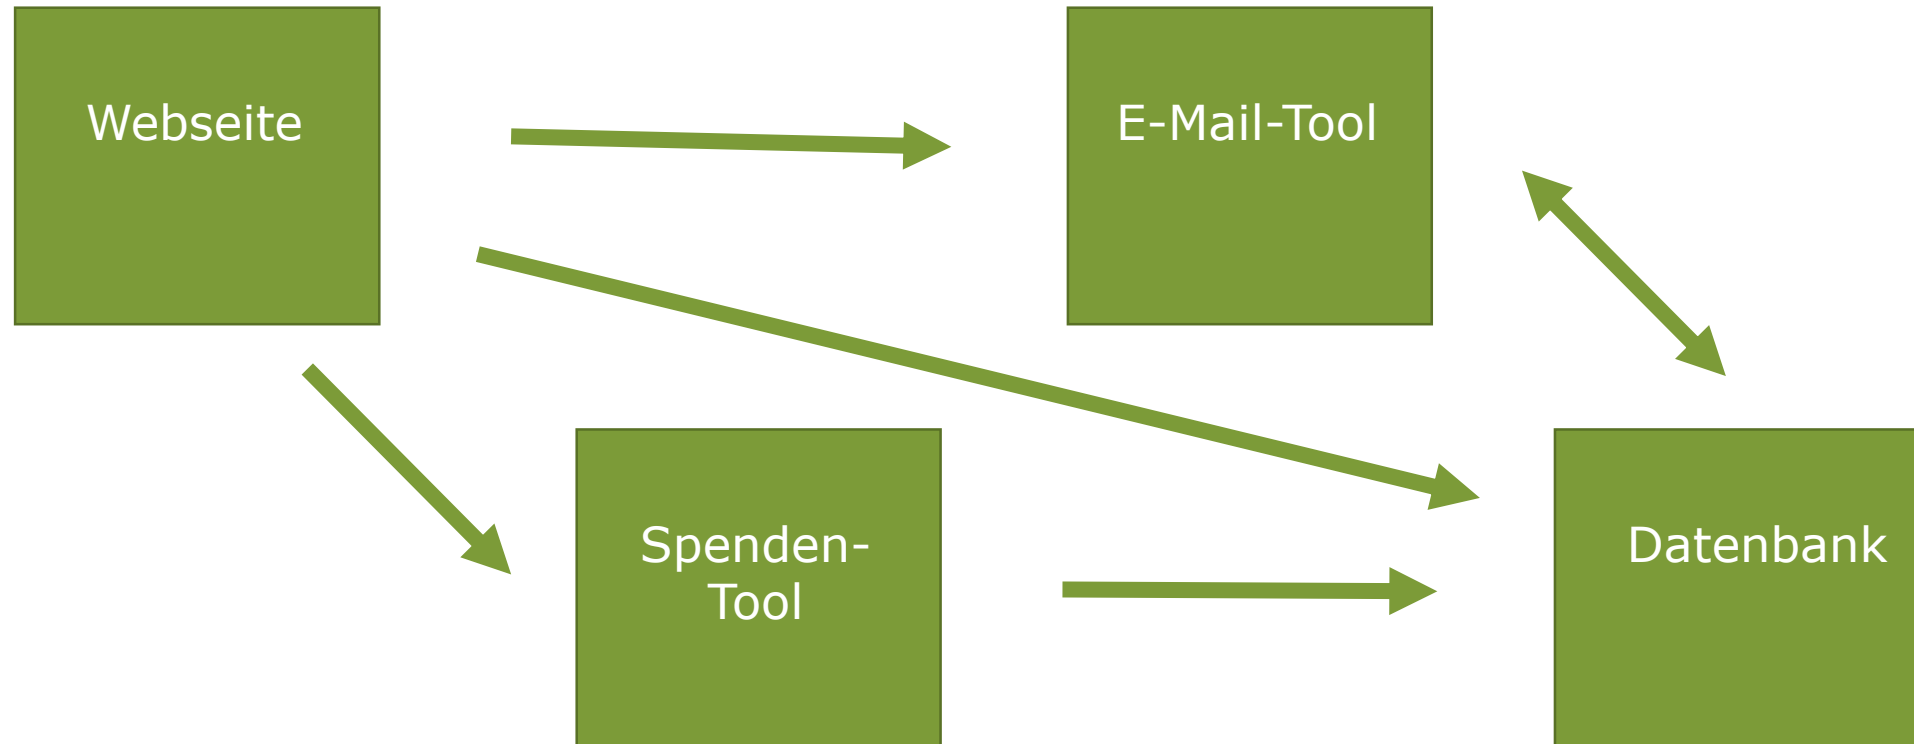 Webseite
E-Mail-Tool
Spenden-
Tool
Datenbank